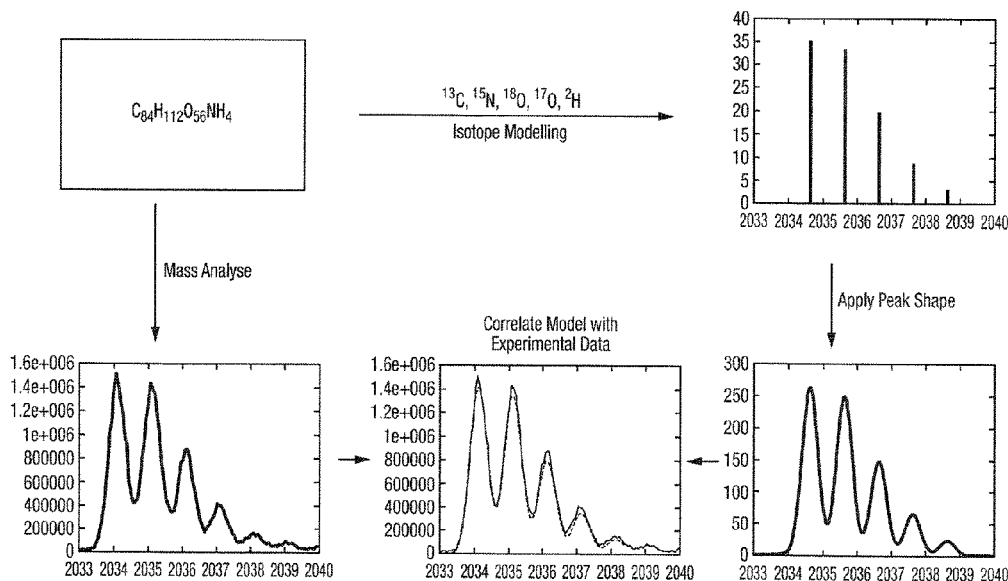 C₈₄H₁₁₂O₅₆NH₄
¹³C, ¹⁵N, ¹⁸O, ¹⁷O, ²H
Isotope Modelling
40
35
30
25
20
15
10
5
0
2033 2034 2035 2036 2037 2038 2039 2040
Mass Analyse
Apply Peak Shape
Correlate Model with
Experimental Data
1.6e+006
1.4e+006
1.2e+006
1e+006
800000
600000
400000
200000
0
2033 2034 2035 2036 2037 2038 2039 2040
1.6e+006
1.4e+006
1.2e+006
1e+006
800000
600000
400000
200000
0
2033 2034 2035 2036 2037 2038 2039 2040
300
250
200
150
100
50
0
2033 2034 2035 2036 2037 2038 2039 2040